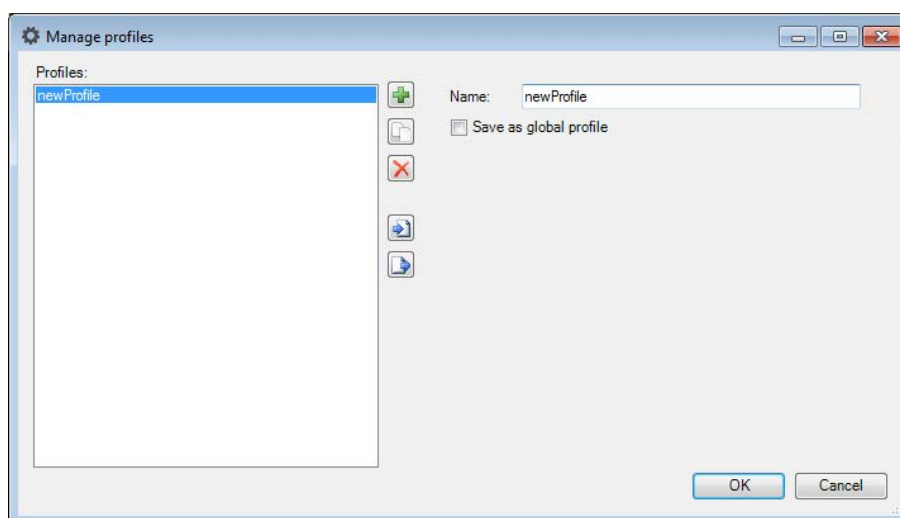 Manage profiles
Profiles:
newProfile
Name: newProfile
Save as global profile
OK Cancel